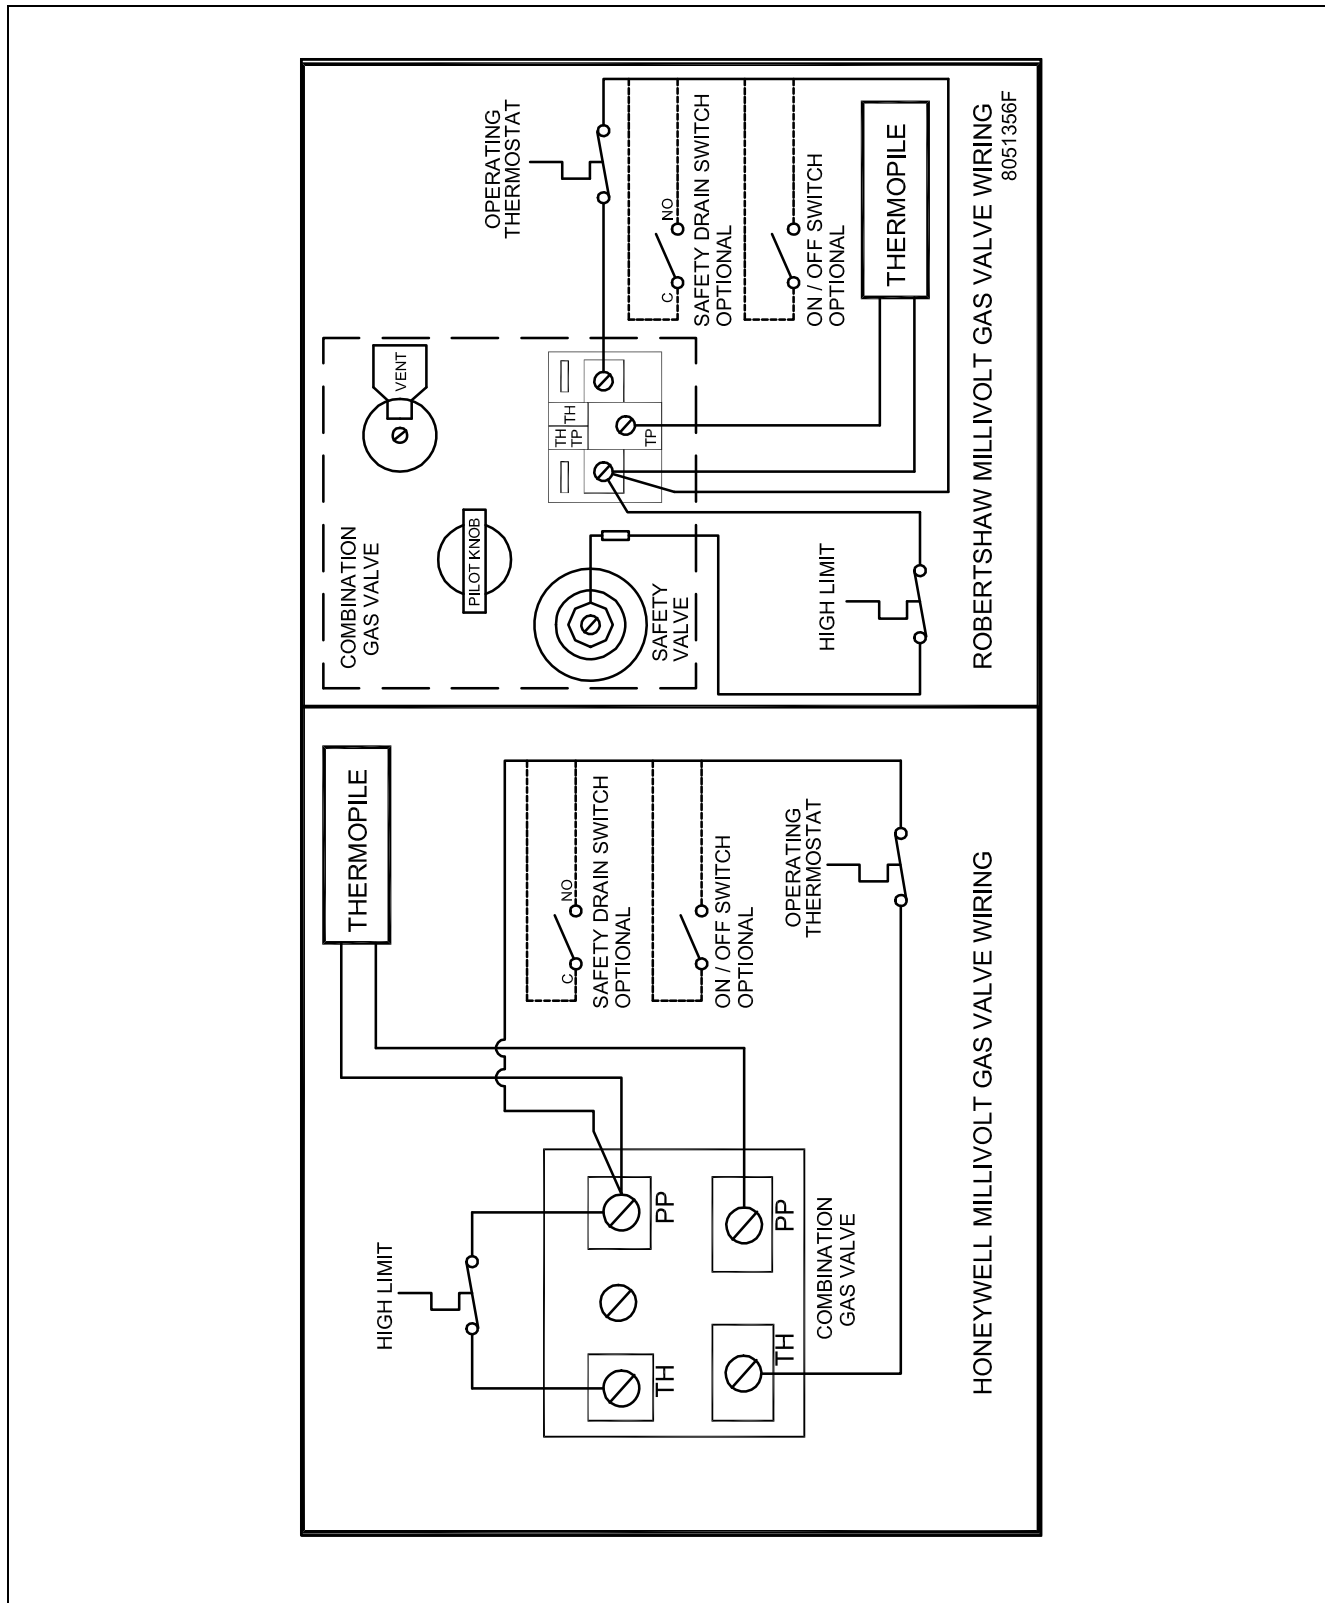 THERMOPILE
HIGH LIMIT
TH
PP
TH
PP
COMBINATION
GAS VALVE
C
NO
SAFETY DRAIN SWITCH
OPTIONAL
ON / OFF SWITCH
OPTIONAL
OPERATING
THERMOSTAT
HONEYWELL MILLIVOLT GAS VALVE WIRING
COMBINATION
GAS VALVE
PILOT KNOB
VENT
SAFETY
VALVE
TH
TP
TH
TP
OPERATING
THERMOSTAT
C
NO
SAFETY DRAIN SWITCH
OPTIONAL
ON / OFF SWITCH
OPTIONAL
THERMOPILE
HIGH LIMIT
ROBERTSHAW MILLIVOLT GAS VALVE WIRING
8051356F